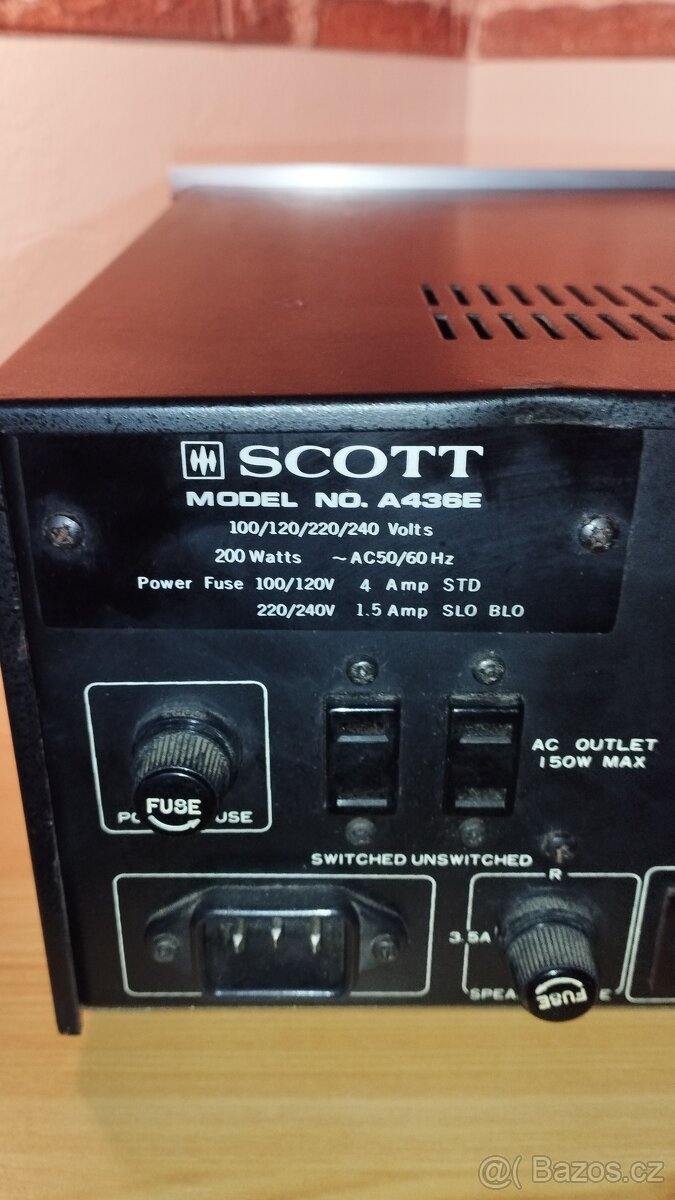 SCOTT
MODEL NO. A436E
100/120/220/240 Volts
200 Watts ~AC50/60 Hz
Power Fuse 100/120V 4 Amp STD
220/240V 1.5 Amp SLO BLO
FUSE
AC OUTLET
150W MAX
SWITCHED UNSWITCHED
R
3.5A
FUSE
@( Bazos.cz